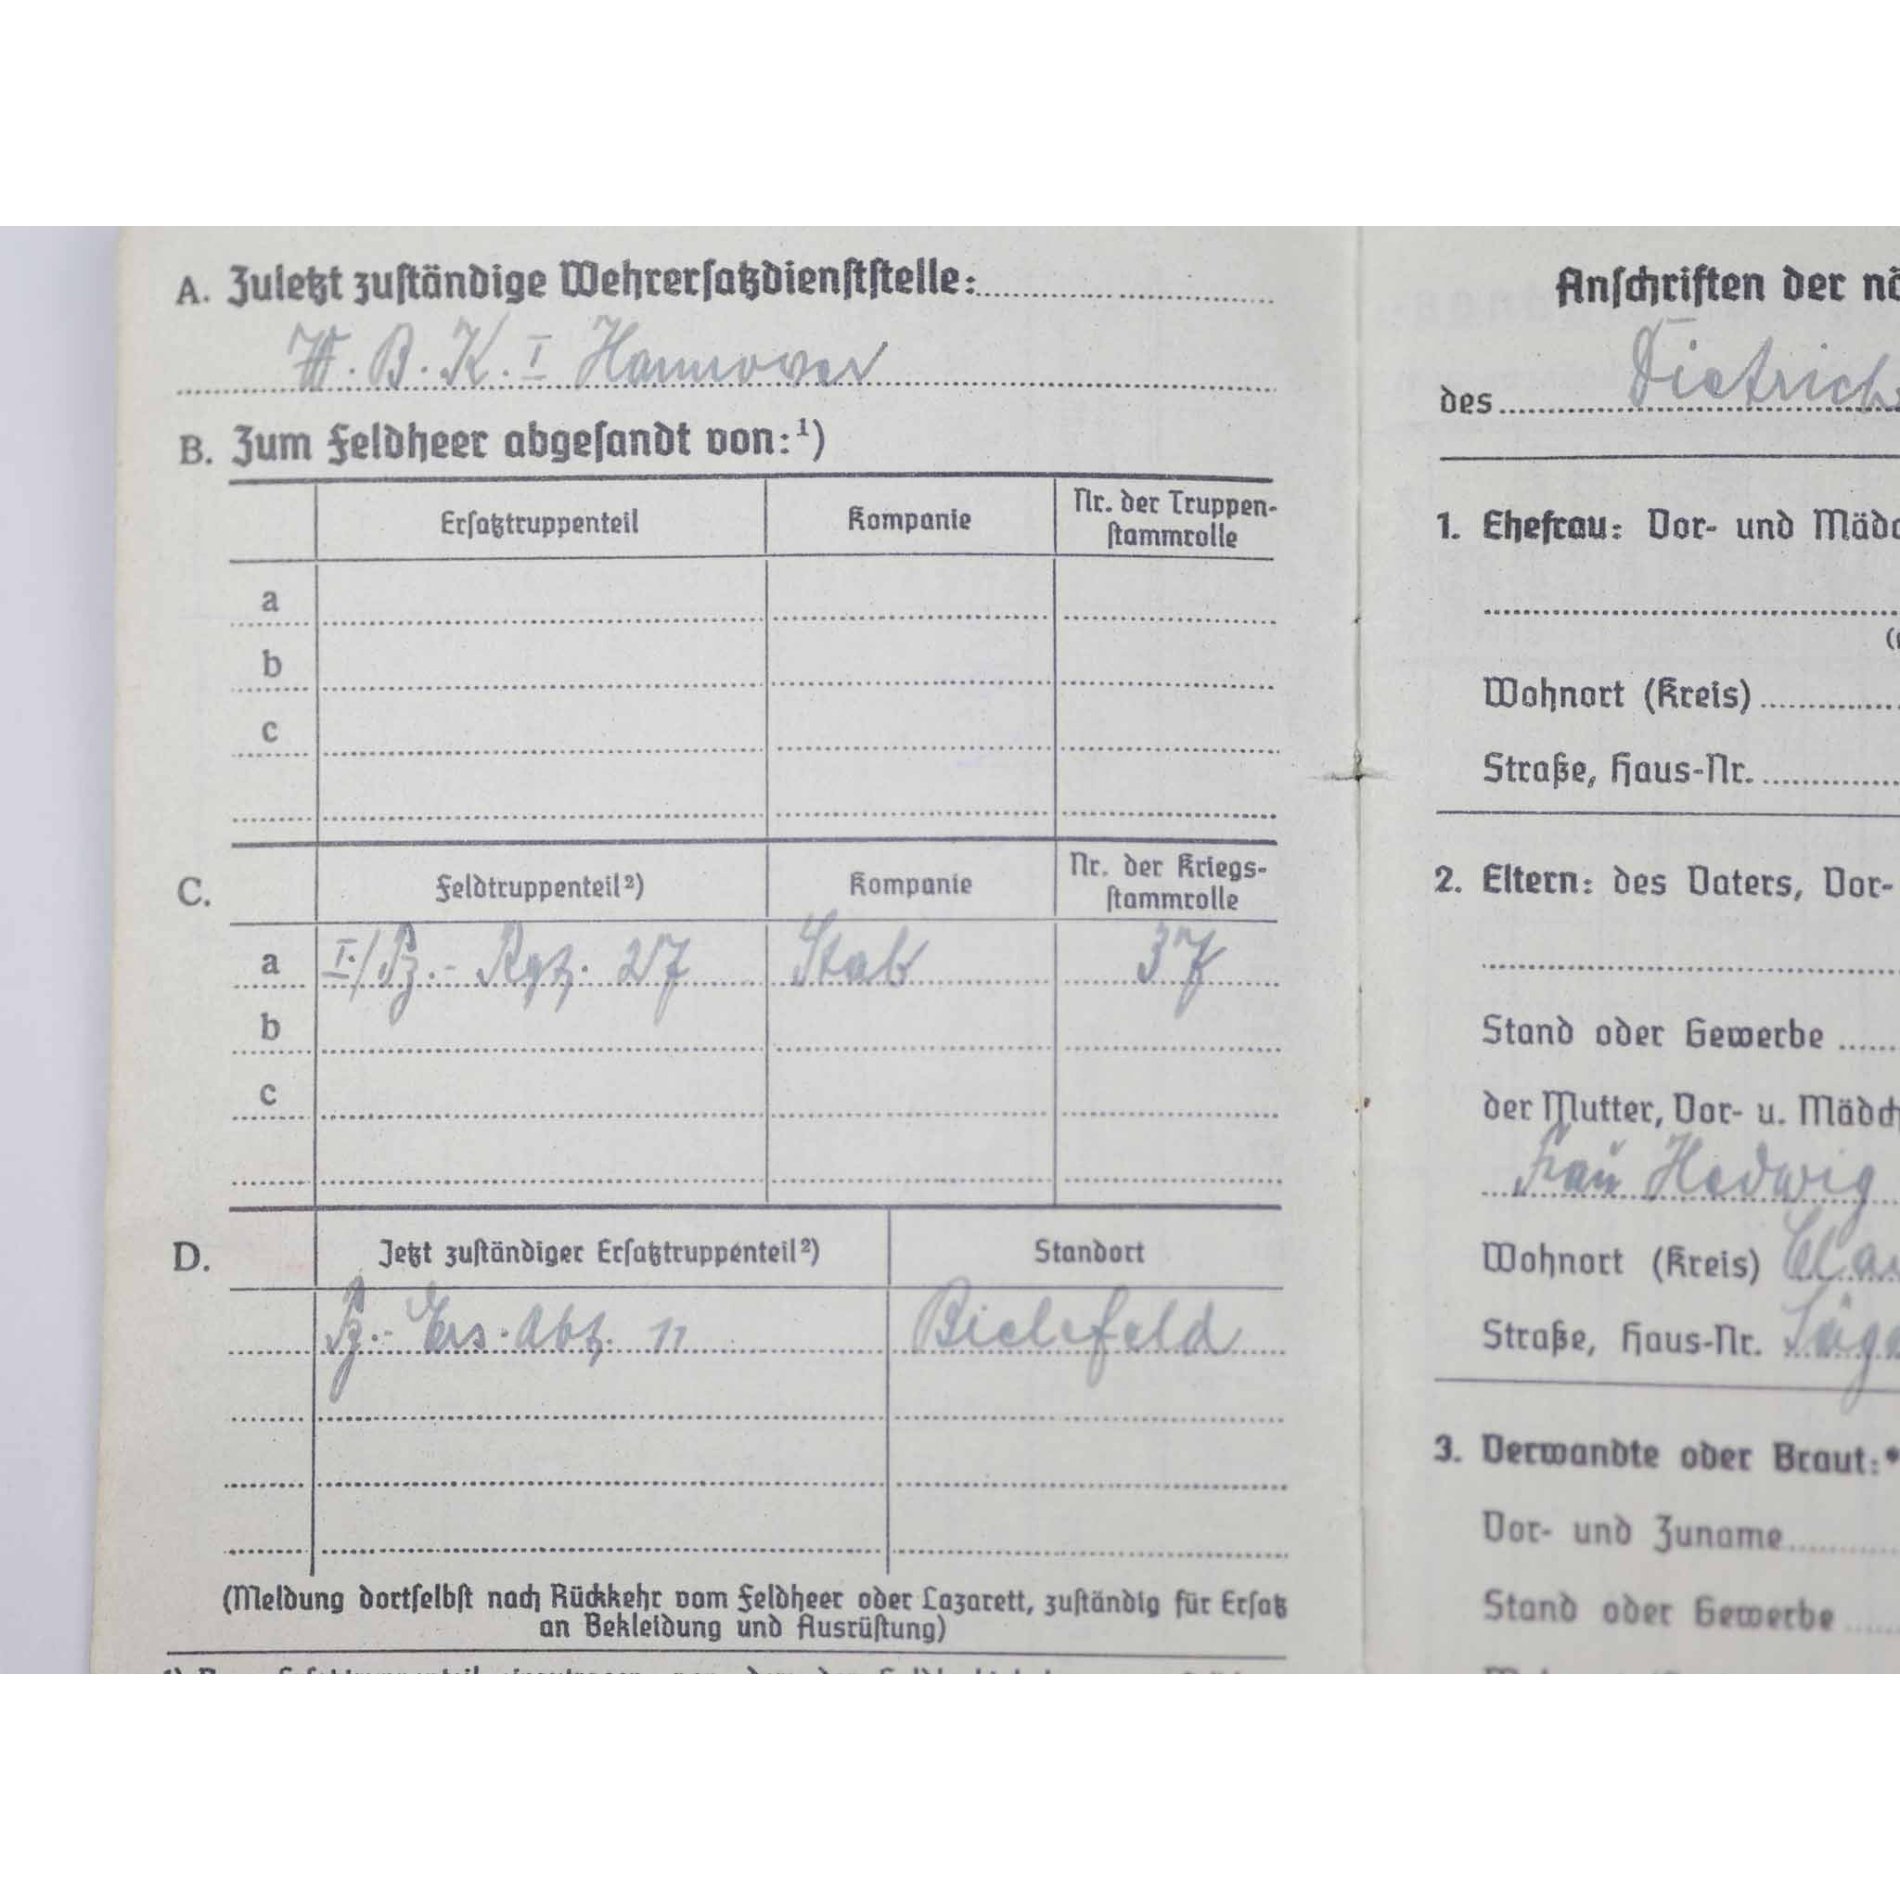 A. Zuletzt zuständige Wehrersatzdienststelle:
W. B. K. I Hannover
B. Zum Feldheer abgesandt von:¹)
Ersatztruppenteil Kompanie Nr. der Truppen-
stammrolle
a
b
c
C. Feldtruppenteil²) Kompanie Nr. der Kriegs-
stammrolle
a I./Pz.- Rgt. 27 Stab 37
b
c
D. Jetzt zuständiger Ersatztruppenteil²) Standort
Pz.- Ers. Abt. 11 Bielefeld
(Meldung dortselbst nach Rückkehr vom Feldheer oder Lazarett, zuständig für Ersatz
an Bekleidung und Ausrüstung)
Anschriften der nä
des Dietrich
1. Ehefrau: Vor- und Mädc
Wohnort (Kreis)
Straße, Haus-Nr.
2. Eltern: des Vaters, Vor-
Stand oder Gewerbe
der Mutter, Vor- u. Mädch
Frau Hedwig
Wohnort (Kreis)
Straße, Haus-Nr.
3. Verwandte oder Braut:*
Vor- und Zuname
Stand oder Gewerbe